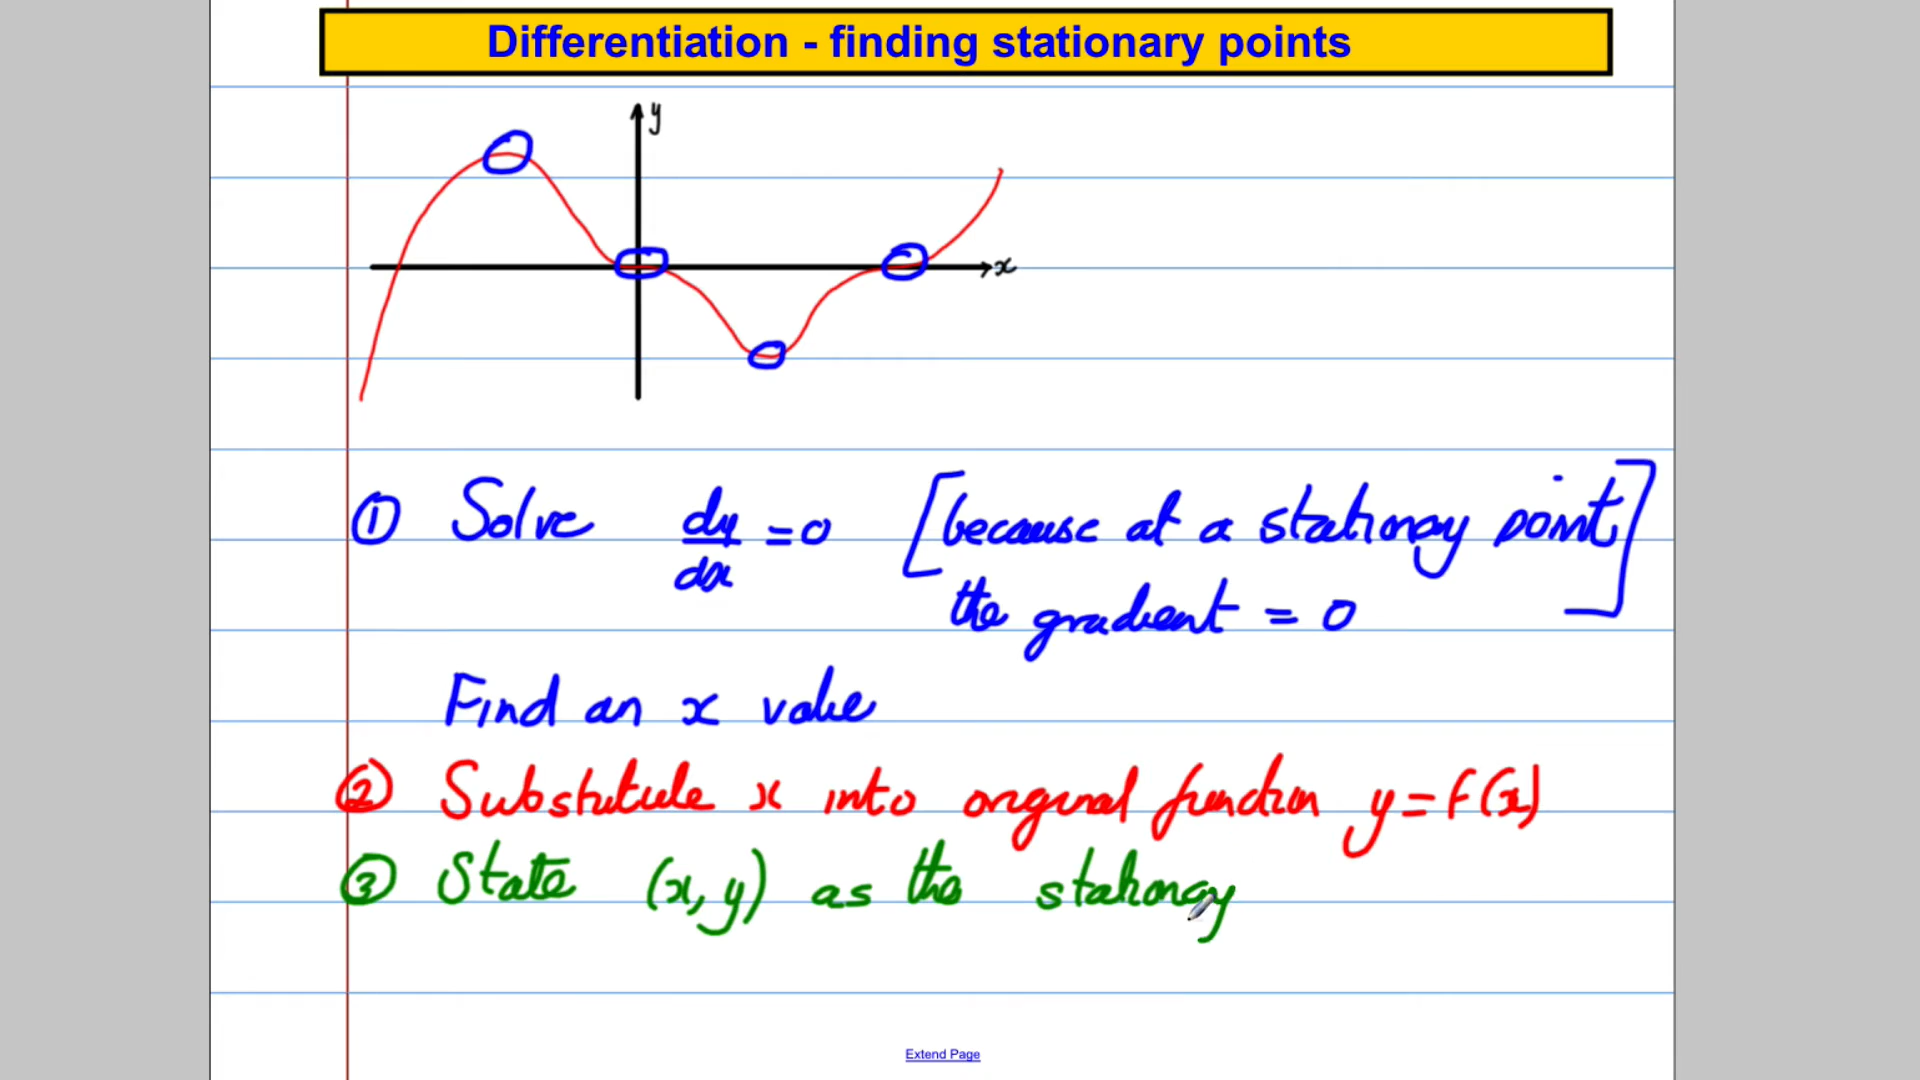 Differentiation - finding stationary points
y
x
① Solve dy/dx = 0 [because at a stationary point
the gradient = 0]
Find an x value
② Substitute x into original function y = f(x)
③ State (x, y) as the stationary
Extend Page